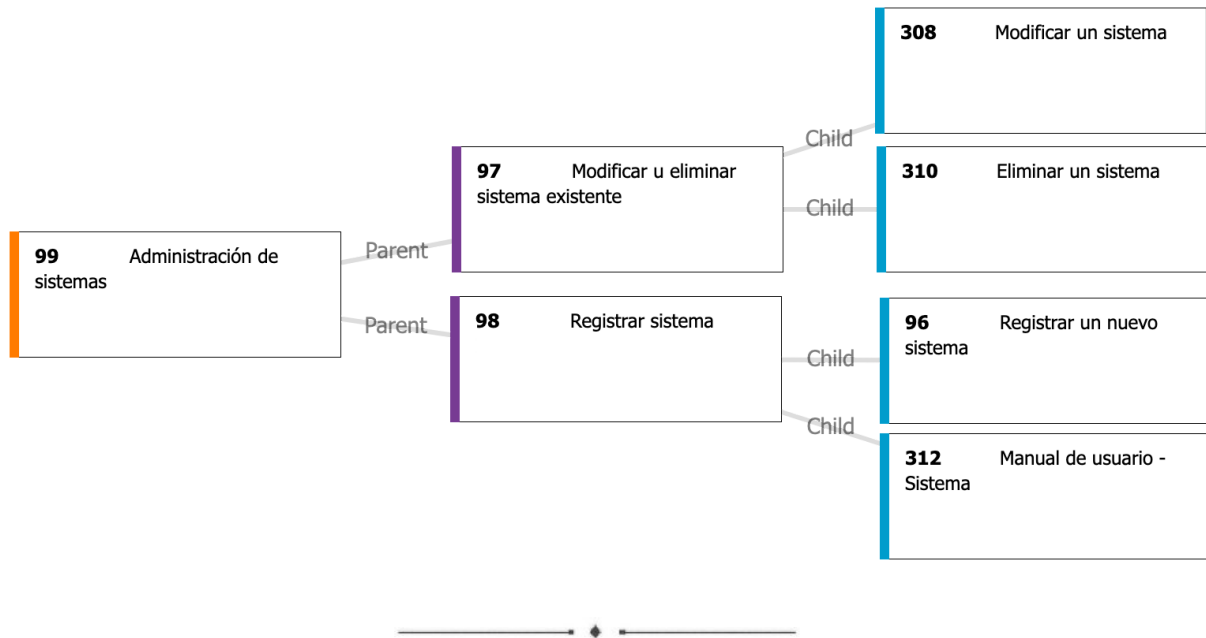 99 Administración de
sistemas
Parent
Parent
97 Modificar u eliminar
sistema existente
98 Registrar sistema
Child
Child
Child
Child
308 Modificar un sistema
310 Eliminar un sistema
96 Registrar un nuevo
sistema
312 Manual de usuario -
Sistema